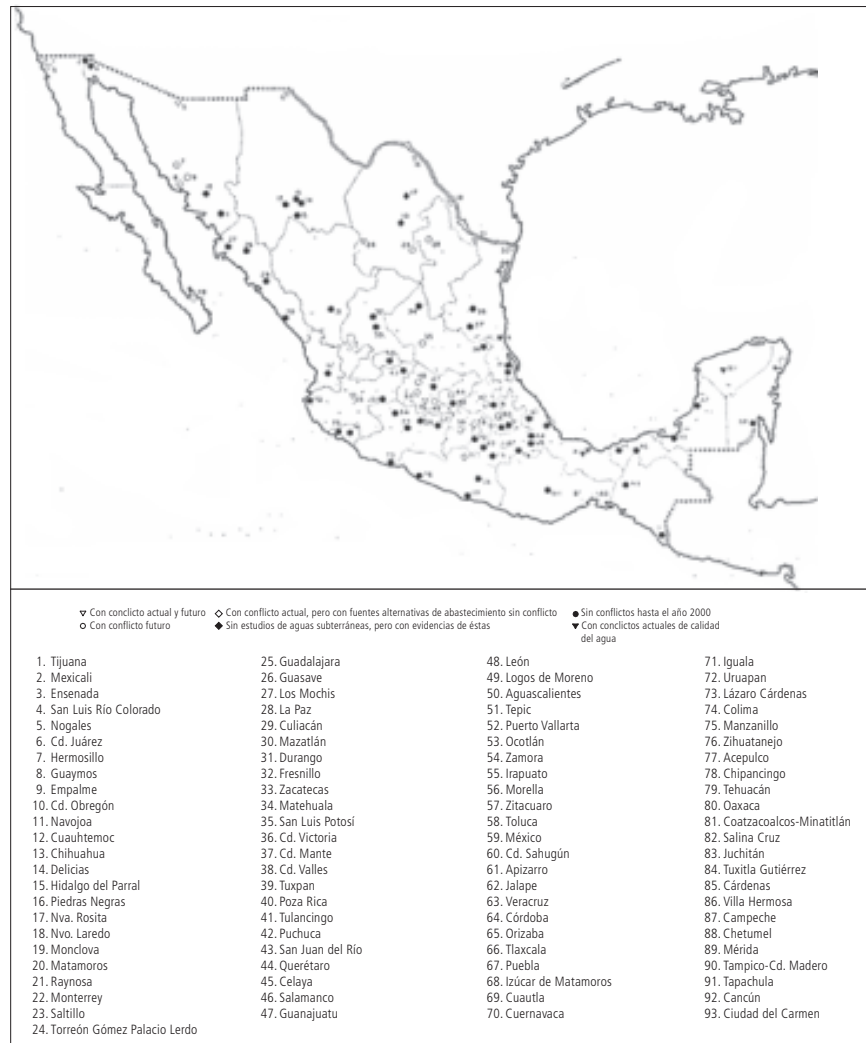 ▿ Con conclicto actual y futuro ◇ Con conflicto actual, pero con fuentes alternativas de abastecimiento sin conflicto ● Sin conflictos hasta el año 2000
○ Con conflicto futuro ◆ Sin estudios de aguas subterráneas, pero con evidencias de éstas ▼ Con conclictos actuales de calidad
del agua
1. Tijuana
2. Mexicali
3. Ensenada
4. San Luis Río Colorado
5. Nogales
6. Cd. Juárez
7. Hermosillo
8. Guaymos
9. Empalme
10. Cd. Obregón
11. Navojoa
12. Cuauhtemoc
13. Chihuahua
14. Delicias
15. Hidalgo del Parral
16. Piedras Negras
17. Nva. Rosita
18. Nvo. Laredo
19. Monclova
20. Matamoros
21. Raynosa
22. Monterrey
23. Saltillo
24. Torreón Gómez Palacio Lerdo
25. Guadalajara
26. Guasave
27. Los Mochis
28. La Paz
29. Culiacán
30. Mazatlán
31. Durango
32. Fresnillo
33. Zacatecas
34. Matehuala
35. San Luis Potosí
36. Cd. Victoria
37. Cd. Mante
38. Cd. Valles
39. Tuxpan
40. Poza Rica
41. Tulancingo
42. Puchuca
43. San Juan del Río
44. Querétaro
45. Celaya
46. Salamanco
47. Guanajuatu
48. León
49. Logos de Moreno
50. Aguascalientes
51. Tepic
52. Puerto Vallarta
53. Ocotlán
54. Zamora
55. Irapuato
56. Morella
57. Zitacuaro
58. Toluca
59. México
60. Cd. Sahugún
61. Apizarro
62. Jalape
63. Veracruz
64. Córdoba
65. Orizaba
66. Tlaxcala
67. Puebla
68. Izúcar de Matamoros
69. Cuautla
70. Cuernavaca
71. Iguala
72. Uruapan
73. Lázaro Cárdenas
74. Colima
75. Manzanillo
76. Zihuatanejo
77. Acepulco
78. Chipancingo
79. Tehuacán
80. Oaxaca
81. Coatzacoalcos-Minatitlán
82. Salina Cruz
83. Juchitán
84. Tuxitla Gutiérrez
85. Cárdenas
86. Villa Hermosa
87. Campeche
88. Chetumel
89. Mérida
90. Tampico-Cd. Madero
91. Tapachula
92. Cancún
93. Ciudad del Carmen